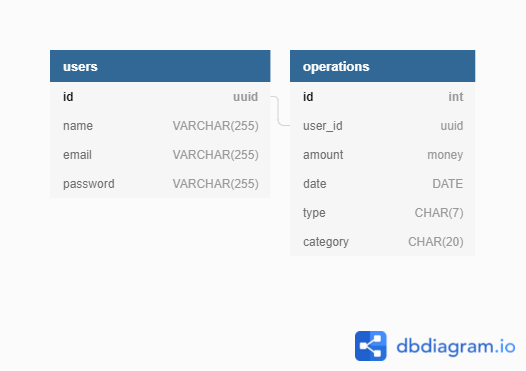 users
id uuid
name VARCHAR(255)
email VARCHAR(255)
password VARCHAR(255)
operations
id int
user_id uuid
amount money
date DATE
type CHAR(7)
category CHAR(20)
dbdiagram.io